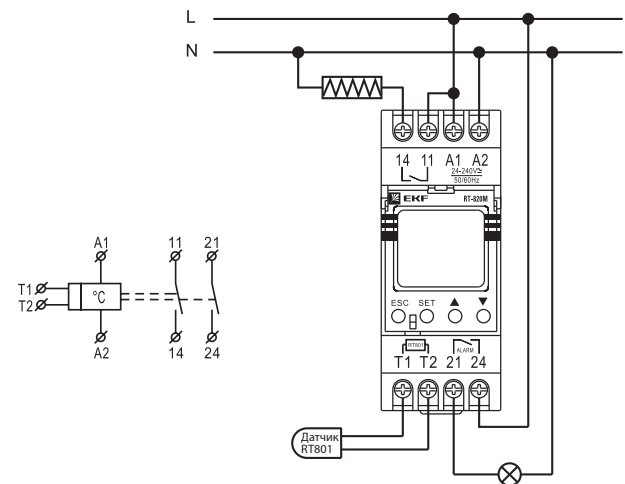 L
N
14 11 A1 A2
24-240V≂
50/60Hz
EKF RT-820M
ESC SET ▲ ▼
RT801
ALARM
T1 T2 21 24
Датчик
RT801
A1 11 21
T1
T2
°C
A2 14 24